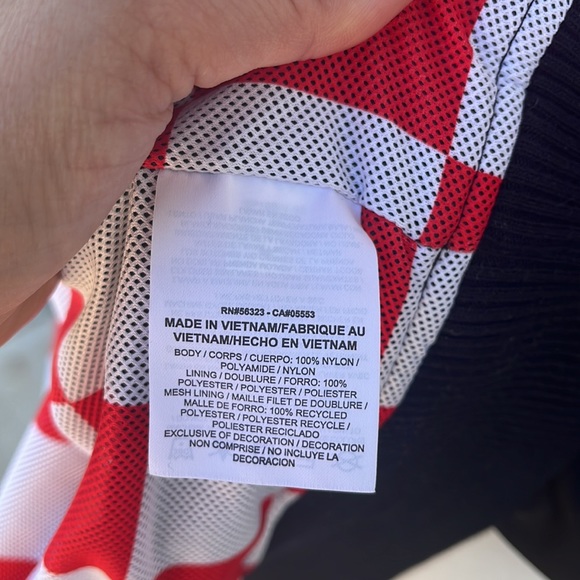 RN#56323 - CA#05553
MADE IN VIETNAM/FABRIQUE AU
VIETNAM/HECHO EN VIETNAM
BODY / CORPS / CUERPO: 100% NYLON /
POLYAMIDE / NYLON
LINING / DOUBLURE / FORRO: 100%
POLYESTER / POLYESTER / POLIESTER
MESH LINING / MAILLE FILET DE DOUBLURE /
MALLE DE FORRO: 100% RECYCLED
POLYESTER / POLYESTER RECYCLE /
POLIESTER RECICLADO
EXCLUSIVE OF DECORATION / DECORATION
NON COMPRISE / NO INCLUYE LA
DECORACION